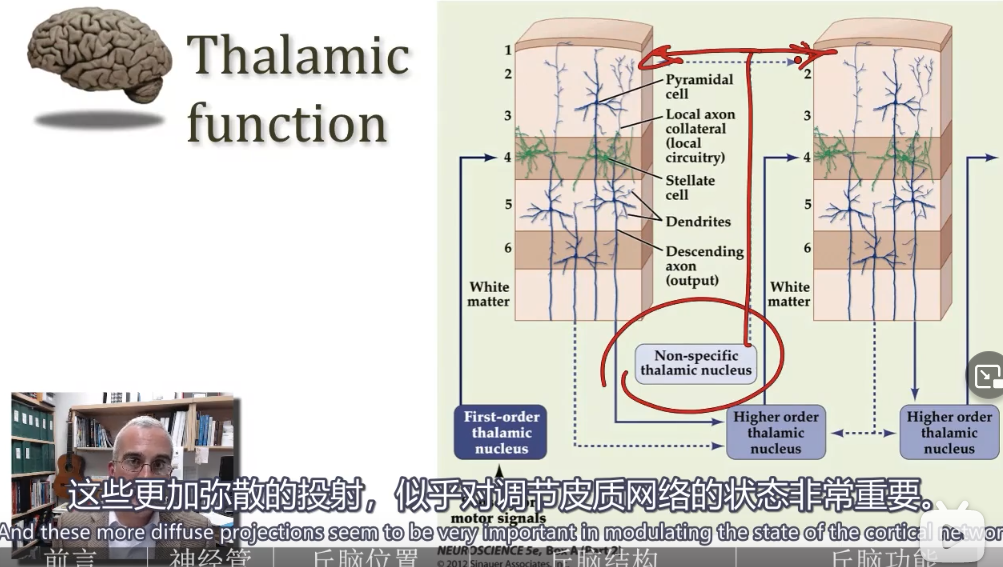 Thalamic
function
1
2
3
4
5
6
White
matter
Pyramidal
cell
Local axon
collateral
(local
circuitry)
Stellate
cell
Dendrites
Descending
axon
(output)
2
3
4
5
6
White
matter
Non-specific
thalamic nucleus
First-order
thalamic
nucleus
Higher order
thalamic
nucleus
Higher order
thalamic
nucleus
motor signals
这些更加弥散的投射，似乎对调节皮质网络的状态非常重要。
And these more diffuse projections seem to be very important in modulating the state of the cortical
NEUROSCIENCE 5e, Box
© 2012 Sinauer Associates,
前言
神经管
丘脑位置
丘脑结构
丘脑功能